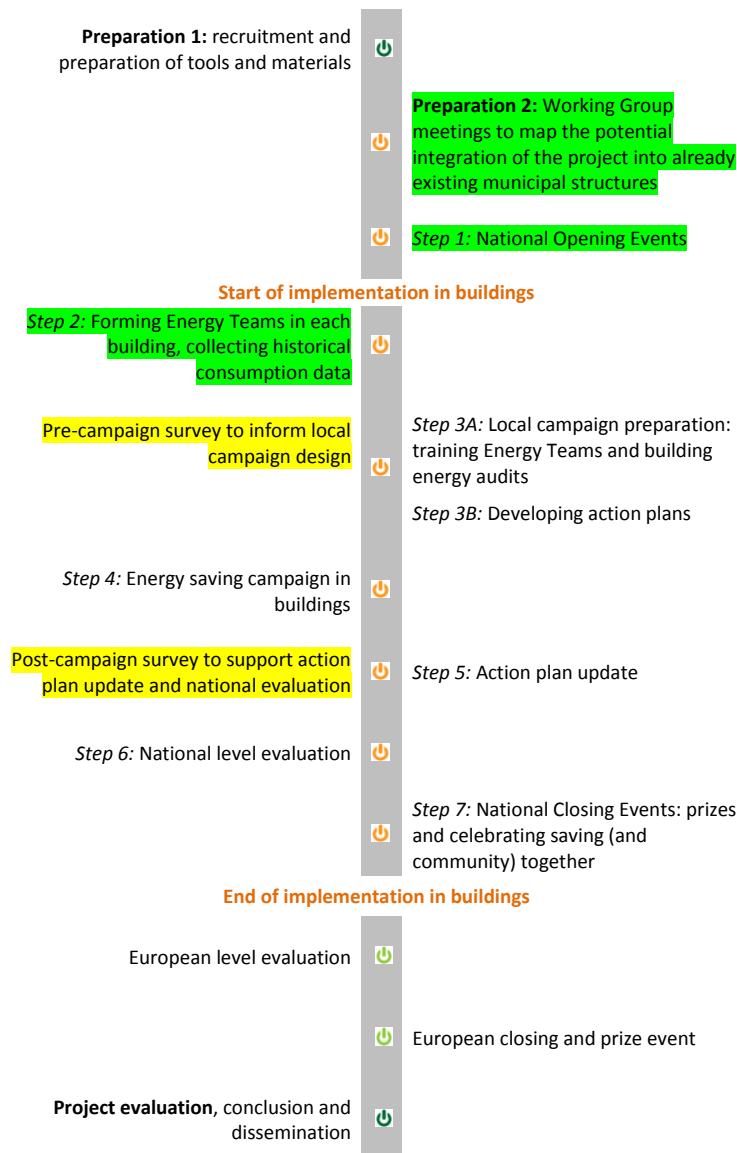 Preparation 1: recruitment and
preparation of tools and materials
Preparation 2: Working Group
meetings to map the potential
integration of the project into already
existing municipal structures
Step 1: National Opening Events
Start of implementation in buildings
Step 2: Forming Energy Teams in each
building, collecting historical
consumption data
Pre-campaign survey to inform local
campaign design
Step 3A: Local campaign preparation:
training Energy Teams and building
energy audits
Step 3B: Developing action plans
Step 4: Energy saving campaign in
buildings
Post-campaign survey to support action
plan update and national evaluation
Step 5: Action plan update
Step 6: National level evaluation
Step 7: National Closing Events: prizes
and celebrating saving (and
community) together
End of implementation in buildings
European level evaluation
European closing and prize event
Project evaluation, conclusion and
dissemination